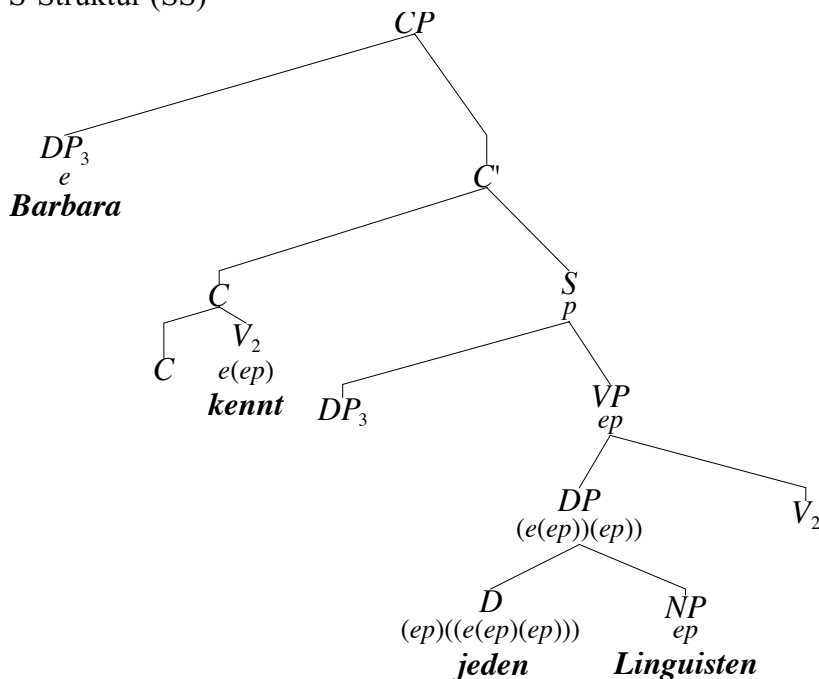 S-Struktur (SS)
CP
DP₃
e
Barbara
C'
C
S
p
C
V₂
e(ep)
kennt
DP₃
VP
ep
DP
(e(ep))(ep))
V₂
D
(ep)((e(ep)(ep)))
jeden
NP
ep
Linguisten